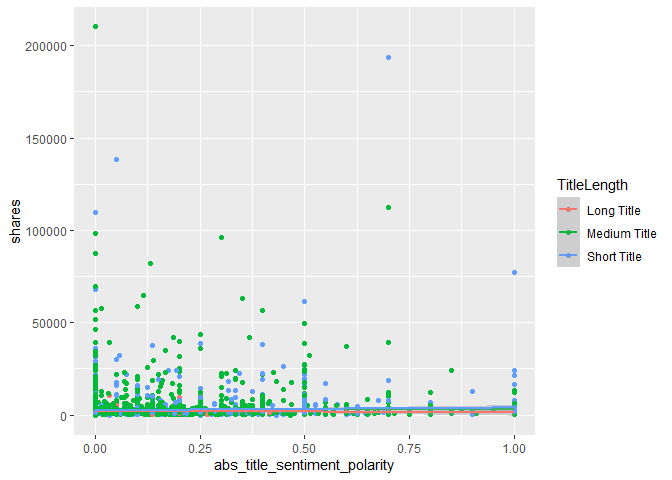 200000
150000
100000
50000
0
shares
0.00 0.25 0.50 0.75 1.00
abs_title_sentiment_polarity
TitleLength
Long Title
Medium Title
Short Title